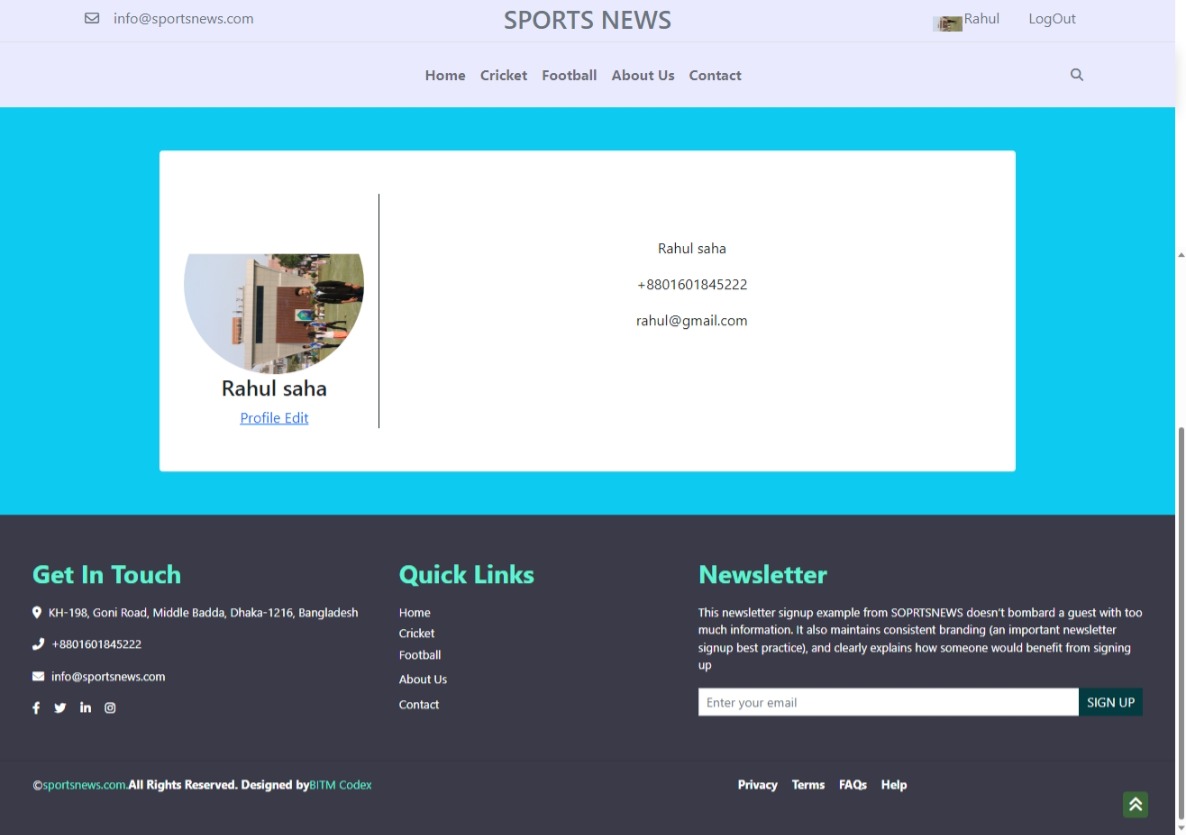 info@sportsnews.com
SPORTS NEWS
Rahul
LogOut
Home Cricket Football About Us Contact
Rahul saha
Profile Edit
Rahul saha
+8801601845222
rahul@gmail.com
Get In Touch
KH-198, Goni Road, Middle Badda, Dhaka-1216, Bangladesh
+8801601845222
info@sportsnews.com
Quick Links
Home
Cricket
Football
About Us
Contact
Newsletter
This newsletter signup example from SOPRTSNEWS doesn't bombard a guest with too
much information. It also maintains consistent branding (an important newsletter
signup best practice), and clearly explains how someone would benefit from signing
up
Enter your email
SIGN UP
©sportsnews.com.All Rights Reserved. Designed byBITM Codex
Privacy Terms FAQs Help